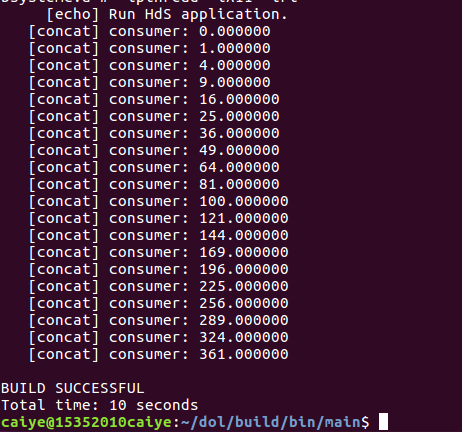 [echo] Run HdS application.
[concat] consumer: 0.000000
[concat] consumer: 1.000000
[concat] consumer: 4.000000
[concat] consumer: 9.000000
[concat] consumer: 16.000000
[concat] consumer: 25.000000
[concat] consumer: 36.000000
[concat] consumer: 49.000000
[concat] consumer: 64.000000
[concat] consumer: 81.000000
[concat] consumer: 100.000000
[concat] consumer: 121.000000
[concat] consumer: 144.000000
[concat] consumer: 169.000000
[concat] consumer: 196.000000
[concat] consumer: 225.000000
[concat] consumer: 256.000000
[concat] consumer: 289.000000
[concat] consumer: 324.000000
[concat] consumer: 361.000000
BUILD SUCCESSFUL
Total time: 10 seconds
caiye@15352010caiye:~/dol/build/bin/main$